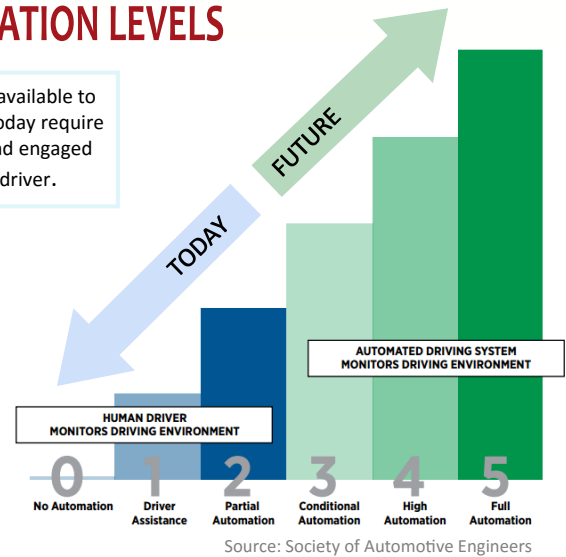 ATION LEVELS
available to
oday require
d engaged
driver.
FUTURE
TODAY
AUTOMATED DRIVING SYSTEM
MONITORS DRIVING ENVIRONMENT
HUMAN DRIVER
MONITORS DRIVING ENVIRONMENT
0 1 2 3 4 5
No Automation
Driver
Assistance
Partial
Automation
Conditional
Automation
High
Automation
Full
Automation
Source: Society of Automotive Engineers